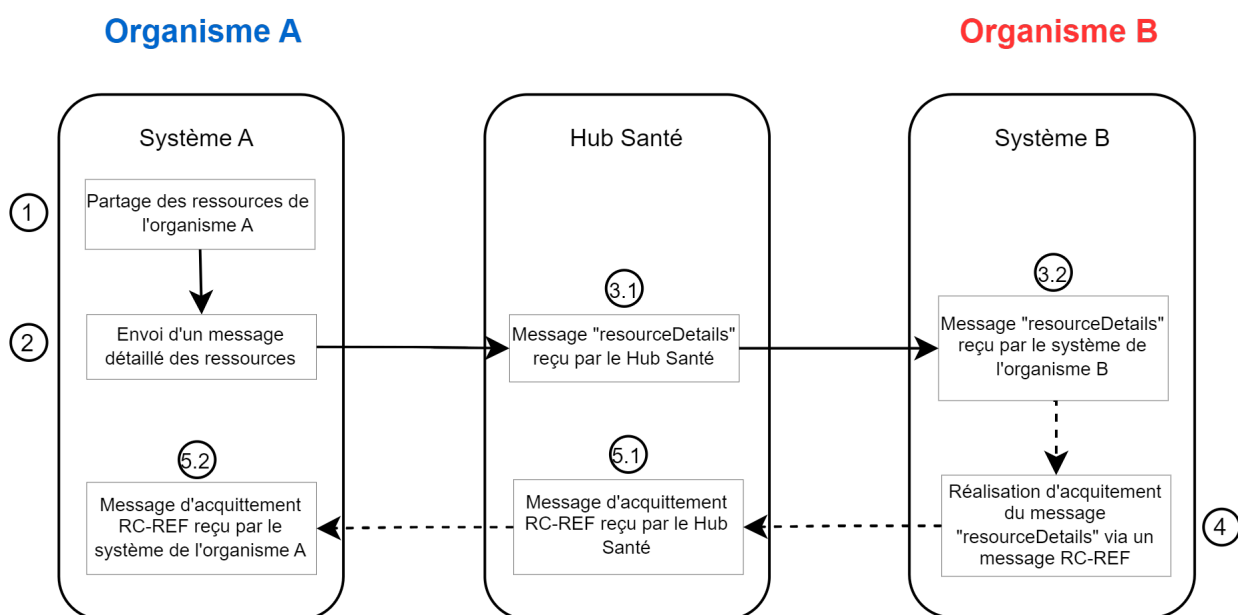 Organisme A
Organisme B
Système A
Hub Santé
Système B
1
Partage des ressources de
l'organisme A
2
Envoi d'un message
détaillé des ressources
3.1
Message "resourceDetails"
reçu par le Hub Santé
3.2
Message "resourceDetails"
reçu par le système de
l'organisme B
5.2
Message d'acquittement
RC-REF reçu par le
système de l'organisme A
5.1
Message d'acquittement
RC-REF reçu par le Hub
Santé
Réalisation d'acquitement
du message
"resourceDetails" via un
message RC-REF
4